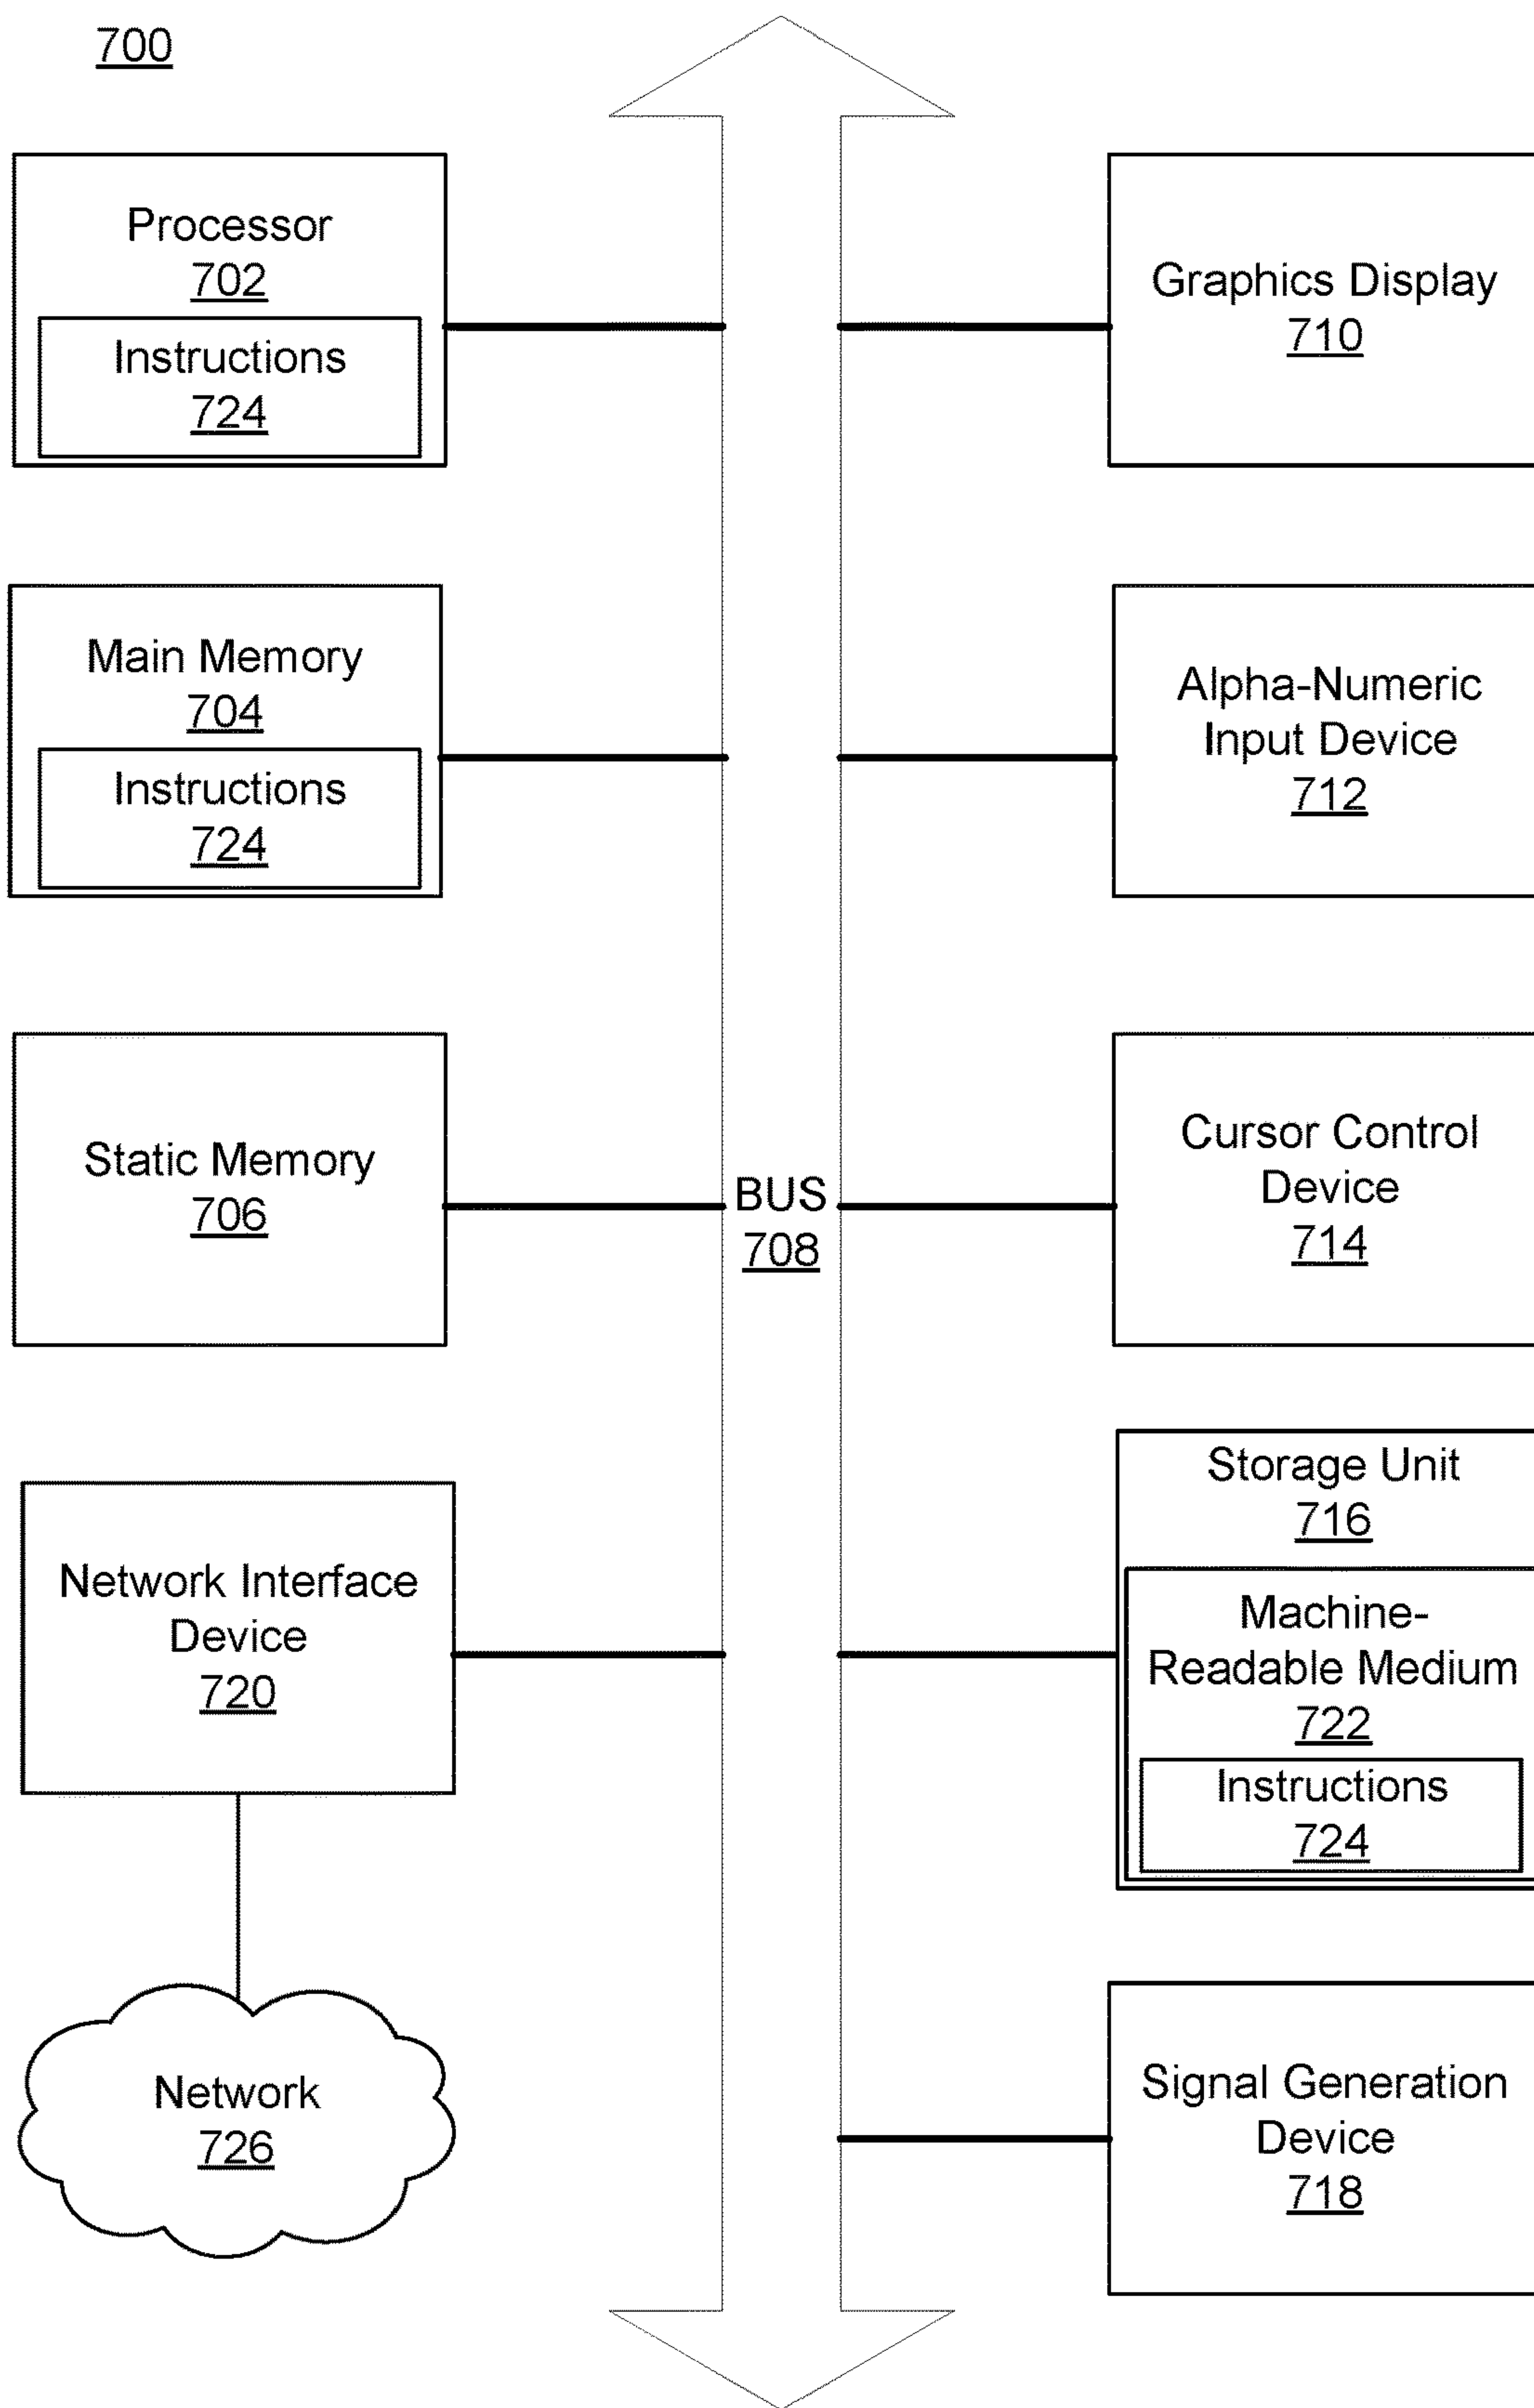 700
Processor
702
Instructions
724
Main Memory
704
Instructions
724
Static Memory
706
Network Interface
Device
720
Network
726
BUS
708
Graphics Display
710
Alpha-Numeric
Input Device
712
Cursor Control
Device
714
Storage Unit
716
Machine-
Readable Medium
722
Instructions
724
Signal Generation
Device
718